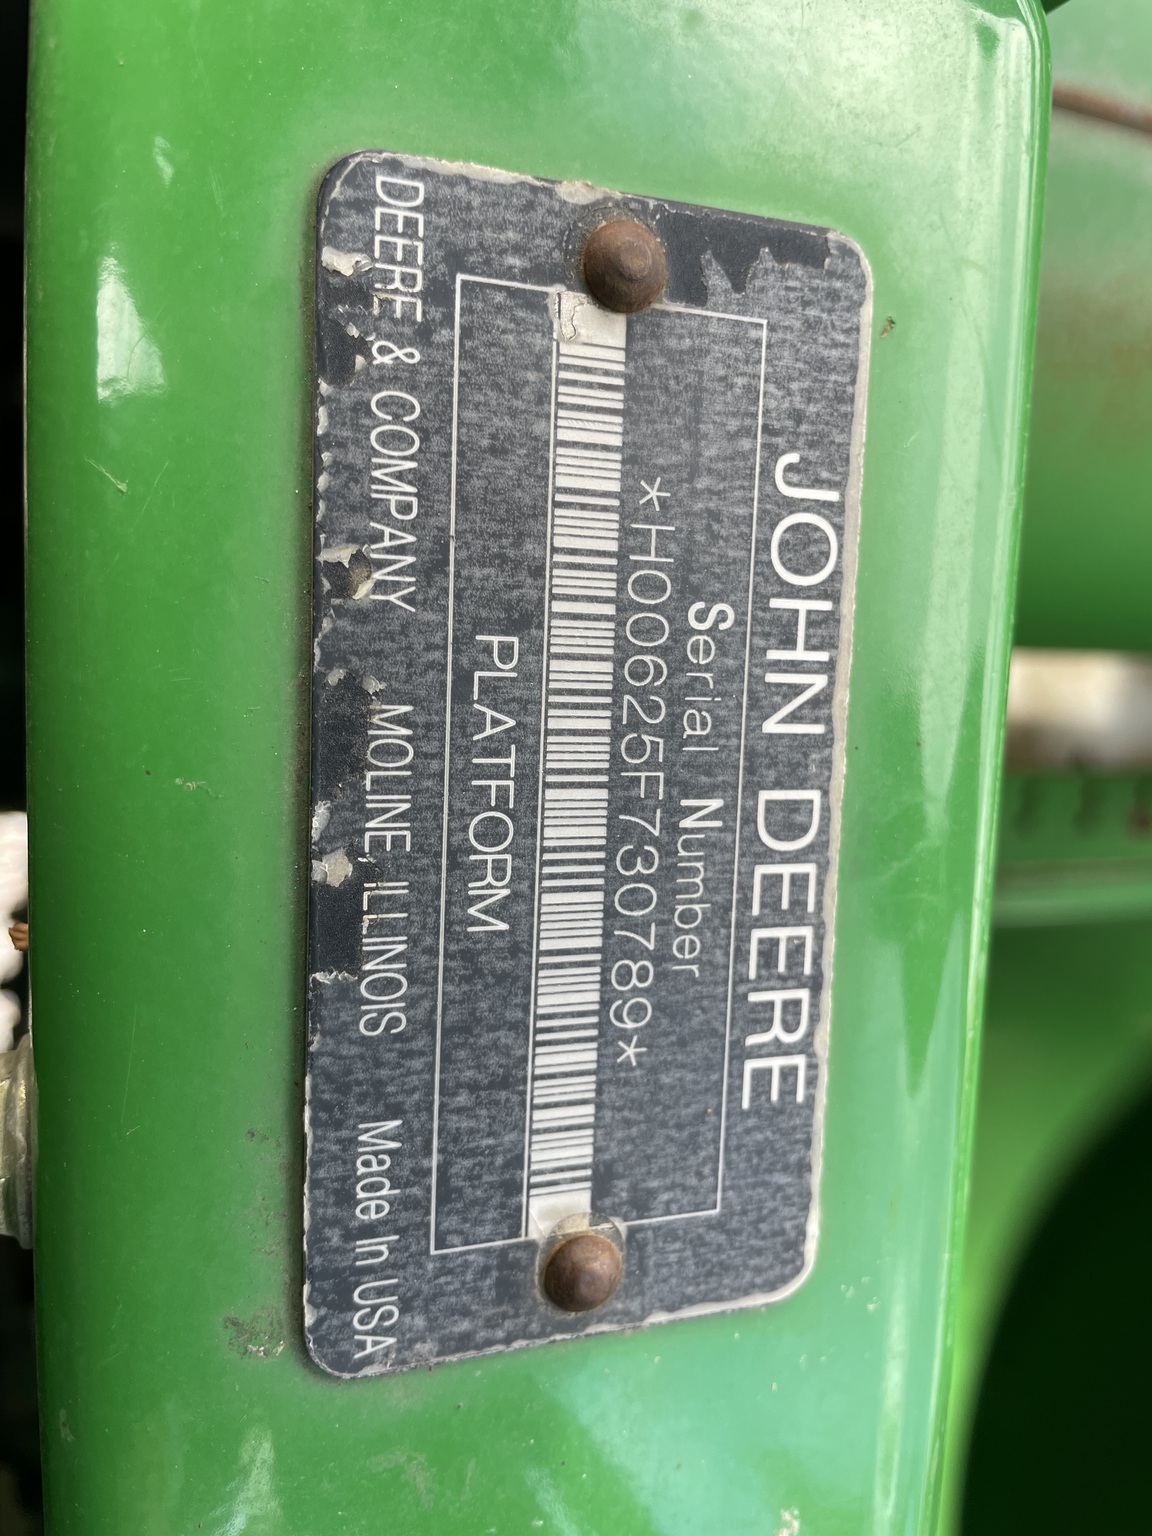 JOHN DEERE
Serial Number
*H00625F730789*
PLATFORM
DEERE & COMPANY MOLINE, ILLINOIS Made In USA